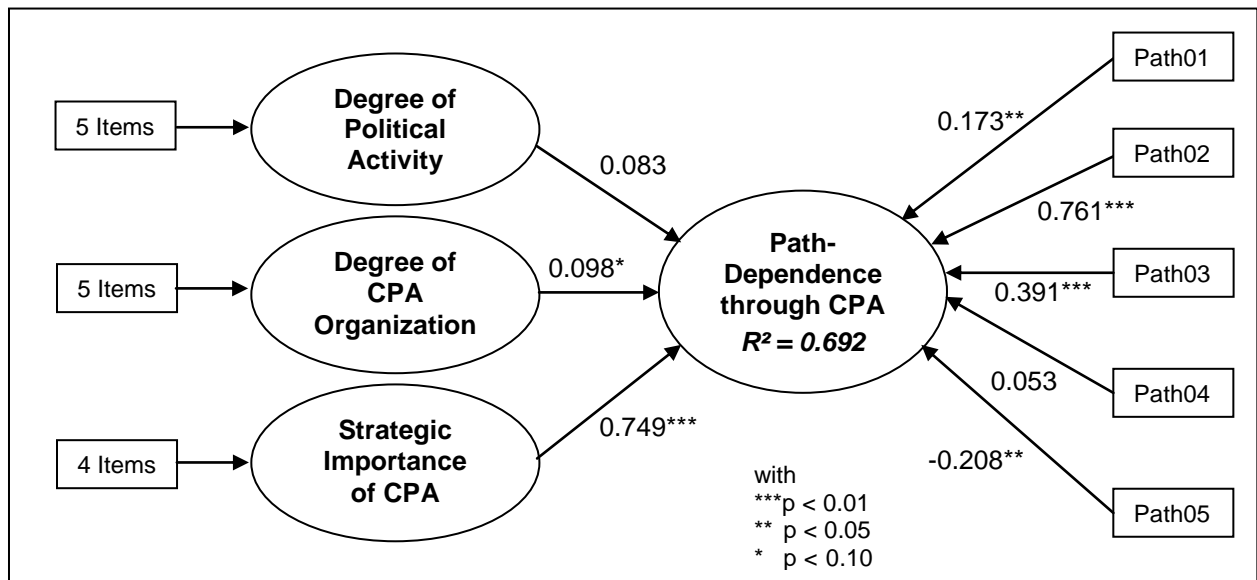 5 Items
Degree of
Political
Activity
0.083
5 Items
Degree of
CPA
Organization
0.098*
4 Items
Strategic
Importance
of CPA
0.749***
Path-
Dependence
through CPA
R² = 0.692
Path01
0.173**
Path02
0.761***
Path03
0.391***
Path04
0.053
Path05
-0.208**
with
***p < 0.01
** p < 0.05
* p < 0.10